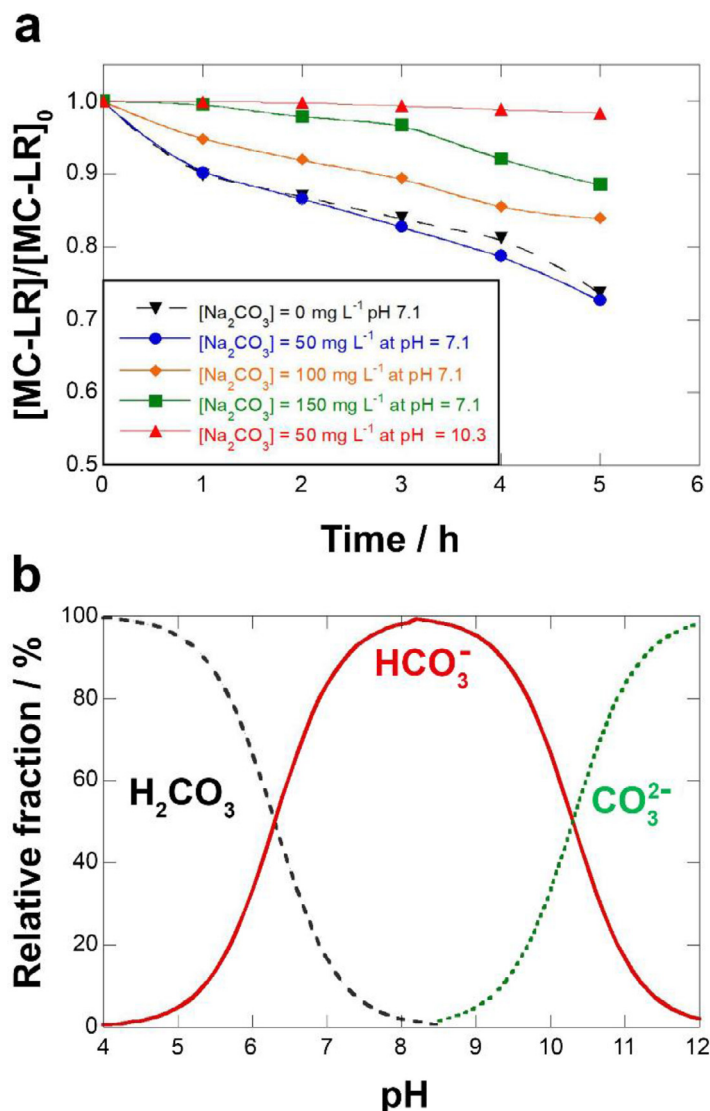 a
[MC-LR]/[MC-LR]₀
1.0
0.9
0.8
0.7
0.6
0.5
[Na₂CO₃] = 0 mg L⁻¹ pH 7.1
[Na₂CO₃] = 50 mg L⁻¹ at pH = 7.1
[Na₂CO₃] = 100 mg L⁻¹ at pH 7.1
[Na₂CO₃] = 150 mg L⁻¹ at pH = 7.1
[Na₂CO₃] = 50 mg L⁻¹ at pH = 10.3
0 1 2 3 4 5 6
Time / h
b
Relative fraction / %
100
80
60
40
20
0
HCO₃⁻
H₂CO₃
CO₃²⁻
4 5 6 7 8 9 10 11 12
pH